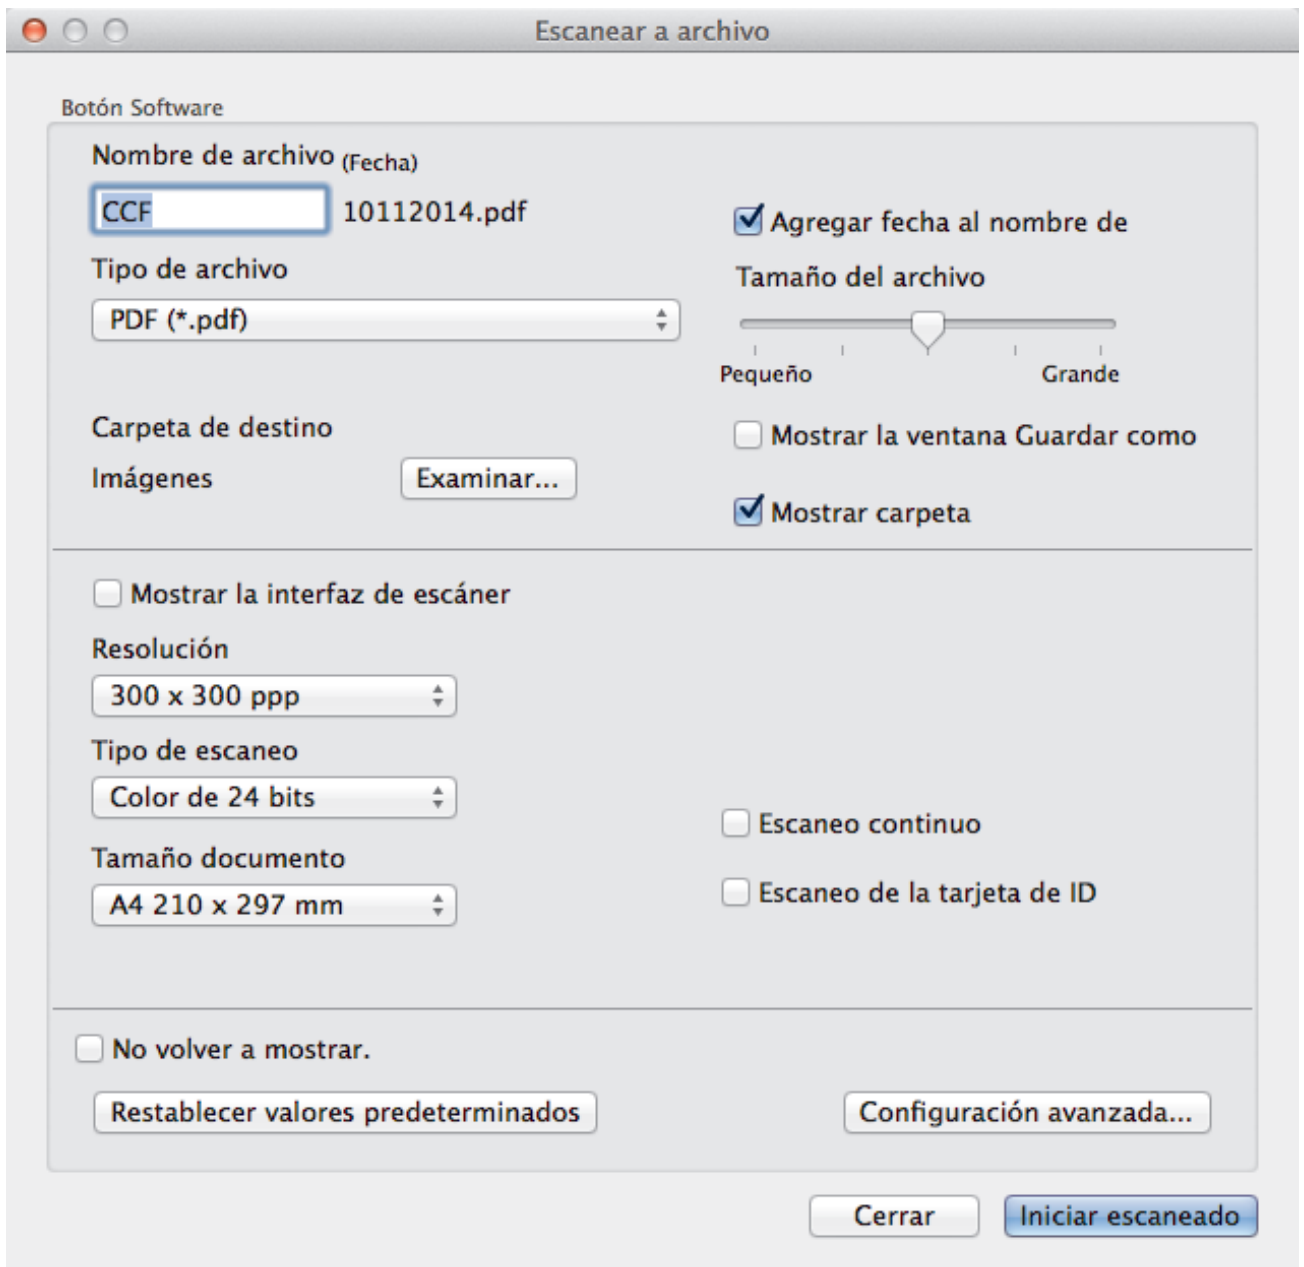 Escanear a archivo
Botón Software
Nombre de archivo (Fecha)
CCF 10112014.pdf
Agregar fecha al nombre de
Tipo de archivo
PDF (*.pdf)
Tamaño del archivo
Pequeño Grande
Carpeta de destino
Imágenes Examinar...
Mostrar la ventana Guardar como
Mostrar carpeta
Mostrar la interfaz de escáner
Resolución
300 x 300 ppp
Tipo de escaneo
Color de 24 bits
Tamaño documento
A4 210 x 297 mm
Escaneo continuo
Escaneo de la tarjeta de ID
No volver a mostrar.
Restablecer valores predeterminados
Configuración avanzada...
Cerrar
Iniciar escaneado